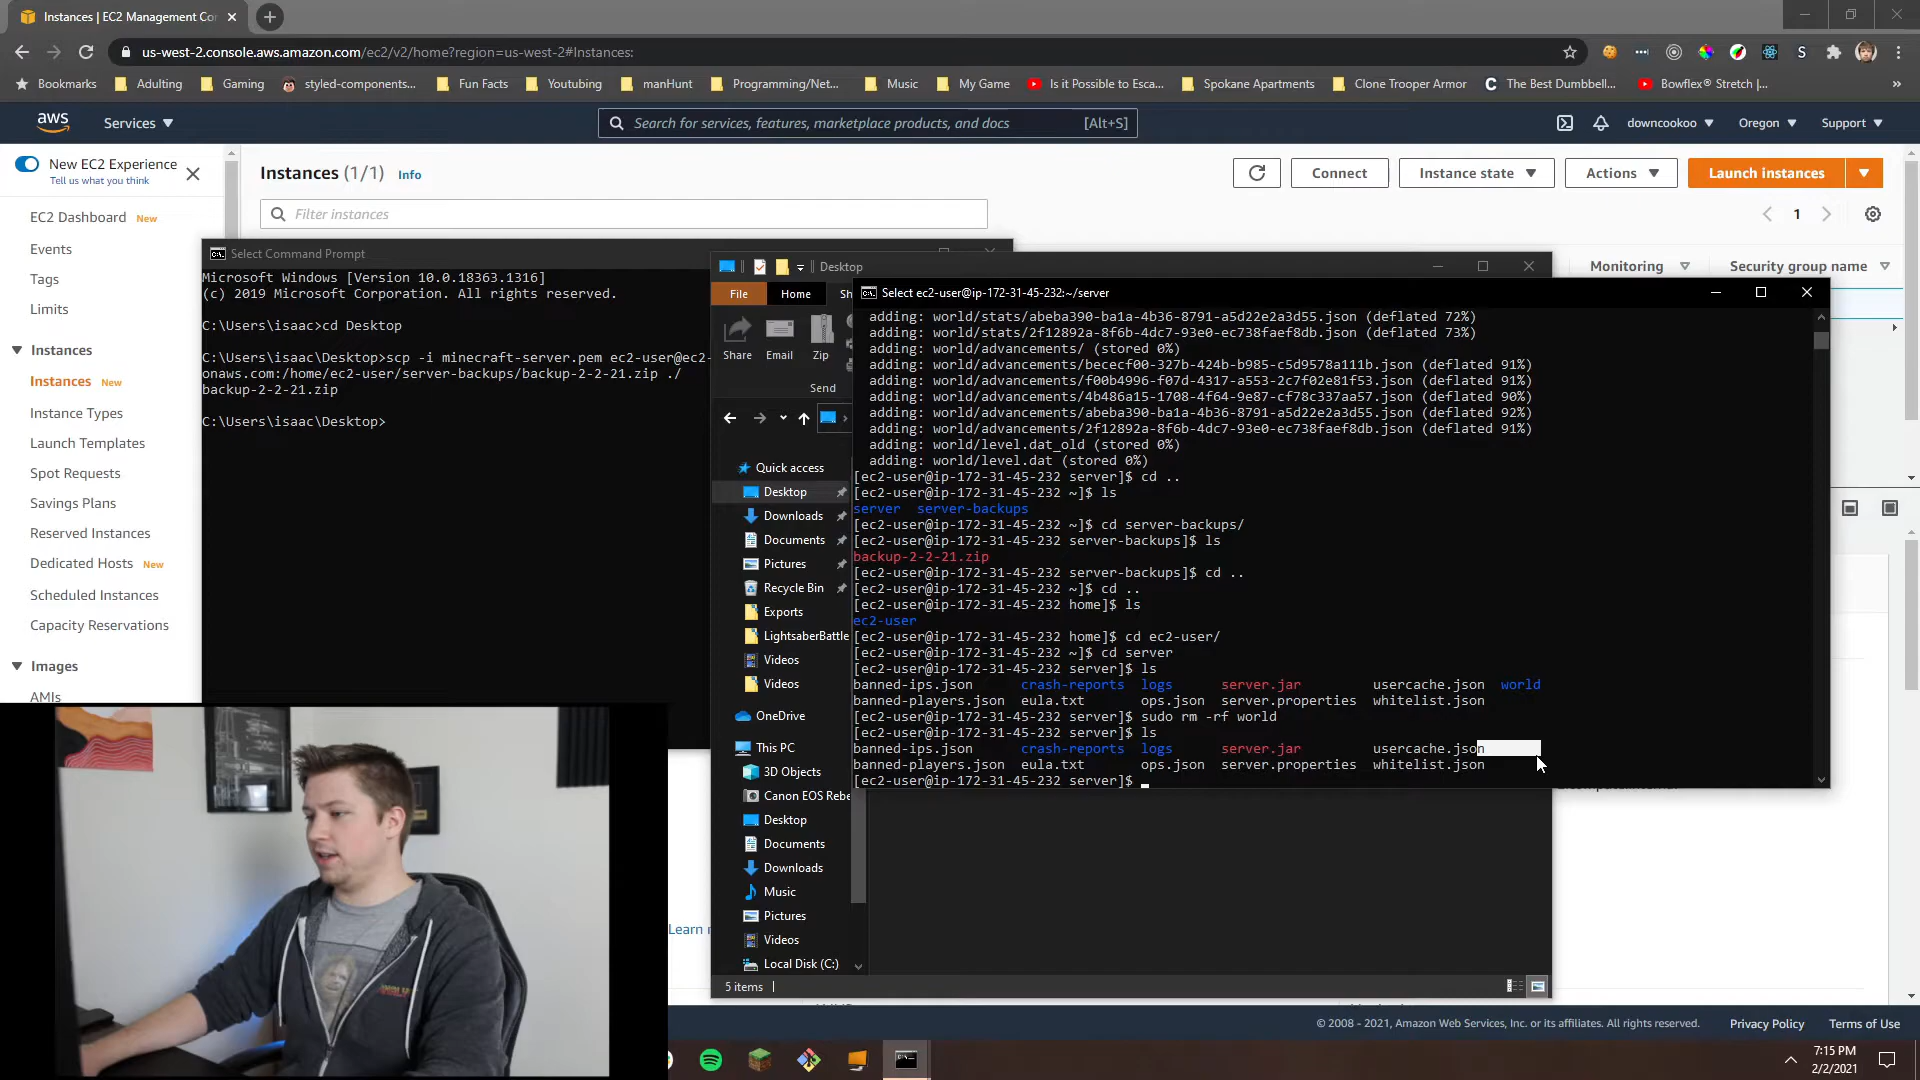 Instances | EC2 Management Con
us-west-2.console.aws.amazon.com/ec2/v2/home?region=us-west-2#Instances:
Bookmarks
Adulting
Gaming
styled-components...
Fun Facts
Youtubing
manHunt
Programming/Net...
Music
My Game
Is it Possible to Esca...
Spokane Apartments
Clone Trooper Armor
The Best Dumbbell...
Bowflex® Stretch |...
aws
Services
Search for services, features, marketplace products, and docs
[Alt+S]
downcookoo
Oregon
Support
New EC2 Experience
Tell us what you think
EC2 Dashboard New
Events
Tags
Limits
Instances
Instances New
Instance Types
Launch Templates
Spot Requests
Savings Plans
Reserved Instances
Dedicated Hosts New
Scheduled Instances
Capacity Reservations
Images
AMIs
Instances (1/1) Info
Connect
Instance state
Actions
Launch instances
Filter instances
1
Monitoring
Security group name
Select Command Prompt
Microsoft Windows [Version 10.0.18363.1316]
(c) 2019 Microsoft Corporation. All rights reserved.
C:\Users\isaac>cd Desktop
C:\Users\isaac\Desktop>scp -i minecraft-server.pem ec2-user@ec2-
onaws.com:/home/ec2-user/server-backups/backup-2-2-21.zip ./
backup-2-2-21.zip
C:\Users\isaac\Desktop>
Desktop
File
Home
Sh
Share
Email
Zip
Send
Quick access
Desktop
Downloads
Documents
Pictures
Recycle Bin
Exports
LightsaberBattle
Videos
Videos
OneDrive
This PC
3D Objects
Canon EOS Rebe
Desktop
Documents
Downloads
Music
Pictures
Videos
Local Disk (C:)
5 items
Select ec2-user@ip-172-31-45-232:~/server
adding: world/stats/abeba390-ba1a-4b36-8791-a5d22e2a3d55.json (deflated 72%)
adding: world/stats/2f12892a-8f6b-4dc7-93e0-ec738faef8db.json (deflated 73%)
adding: world/advancements/ (stored 0%)
adding: world/advancements/bececf00-327b-424b-b985-c5d9578a111b.json (deflated 91%)
adding: world/advancements/f00b4996-f07d-4317-a553-2c7f02e81f53.json (deflated 91%)
adding: world/advancements/4b486a15-1708-4f64-9e87-cf78c337aa57.json (deflated 90%)
adding: world/advancements/abeba390-ba1a-4b36-8791-a5d22e2a3d55.json (deflated 92%)
adding: world/advancements/2f12892a-8f6b-4dc7-93e0-ec738faef8db.json (deflated 91%)
adding: world/level.dat_old (stored 0%)
adding: world/level.dat (stored 0%)
[ec2-user@ip-172-31-45-232 server]$ cd ..
[ec2-user@ip-172-31-45-232 ~]$ ls
server server-backups
[ec2-user@ip-172-31-45-232 ~]$ cd server-backups/
[ec2-user@ip-172-31-45-232 server-backups]$ ls
backup-2-2-21.zip
[ec2-user@ip-172-31-45-232 server-backups]$ cd ..
[ec2-user@ip-172-31-45-232 ~]$ cd ..
[ec2-user@ip-172-31-45-232 home]$ ls
ec2-user
[ec2-user@ip-172-31-45-232 home]$ cd ec2-user/
[ec2-user@ip-172-31-45-232 ~]$ cd server
[ec2-user@ip-172-31-45-232 server]$ ls
banned-ips.json crash-reports logs server.jar usercache.json world
banned-players.json eula.txt ops.json server.properties whitelist.json
[ec2-user@ip-172-31-45-232 server]$ sudo rm -rf world
[ec2-user@ip-172-31-45-232 server]$ ls
banned-ips.json crash-reports logs server.jar usercache.json
banned-players.json eula.txt ops.json server.properties whitelist.json
[ec2-user@ip-172-31-45-232 server]$
Learn
© 2008 - 2021, Amazon Web Services, Inc. or its affiliates. All rights reserved.
Privacy Policy
Terms of Use
7:15 PM
2/2/2021